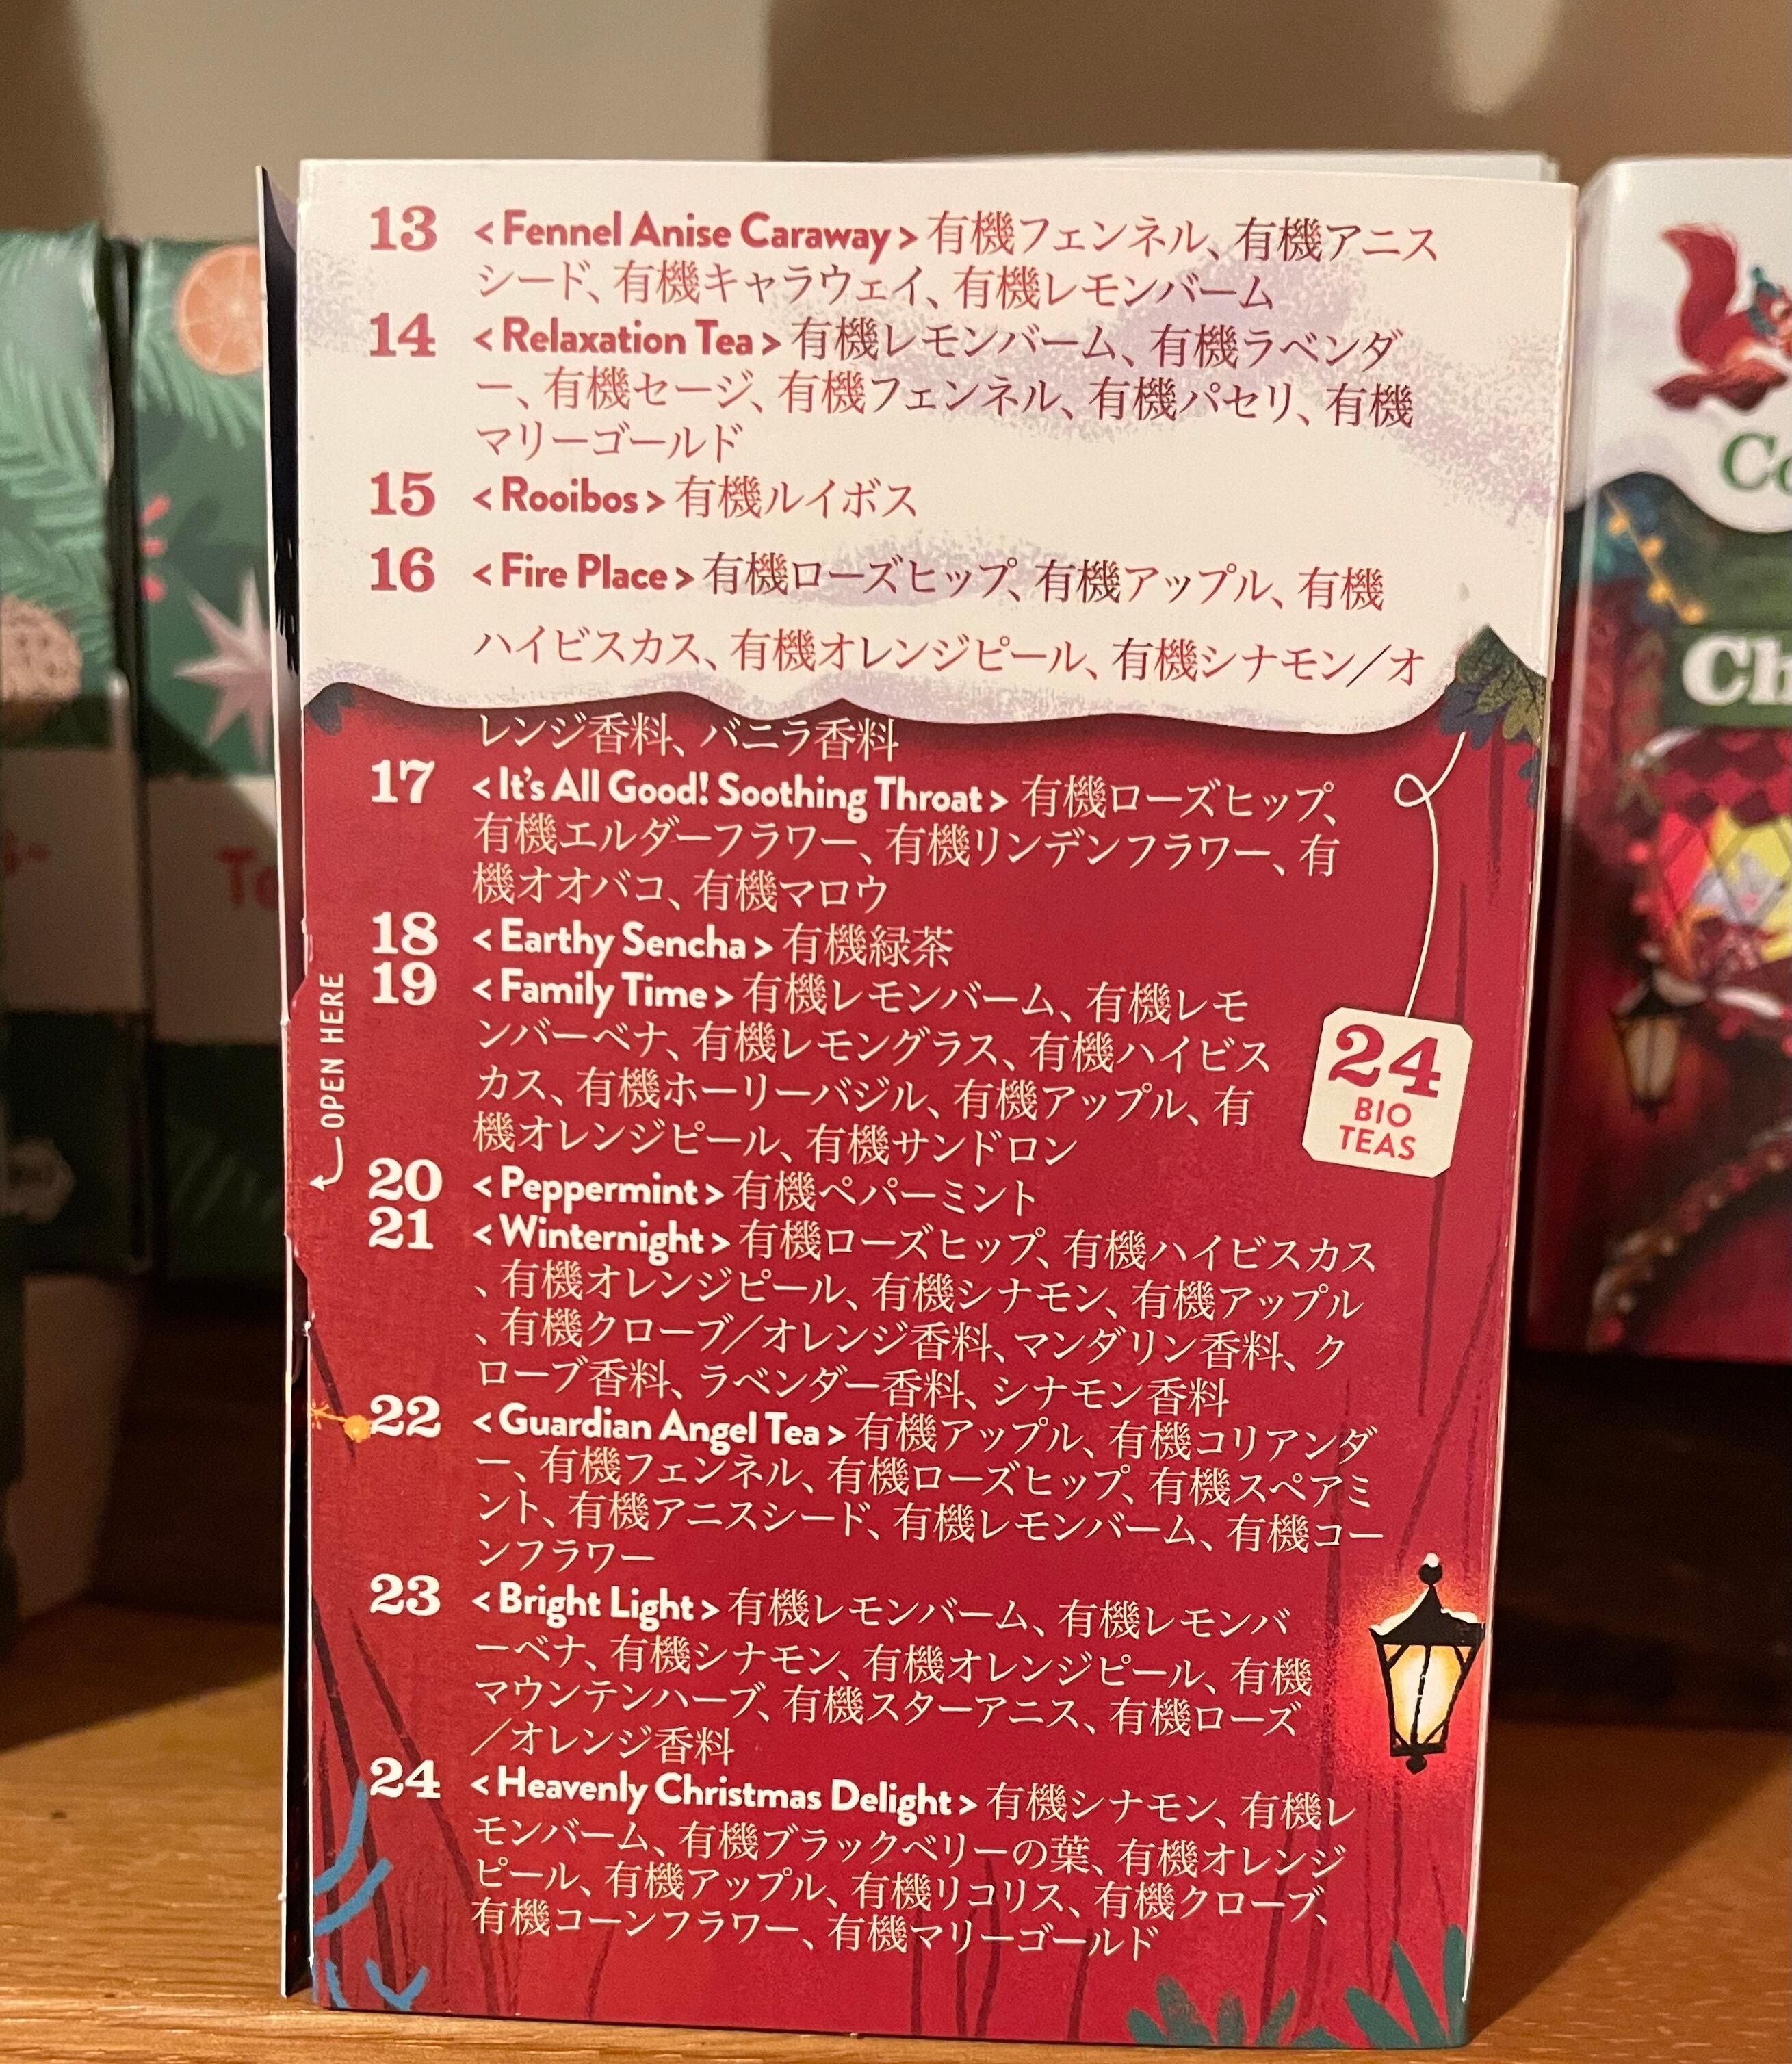 13 < Fennel Anise Caraway > 有機フェンネル、有機アニス
シード、有機キャラウェイ、有機レモンバーム
14 < Relaxation Tea > 有機レモンバーム、有機ラベンダ
ー、有機セージ、有機フェンネル、有機パセリ、有機
マリーゴールド
15 < Rooibos > 有機ルイボス
16 < Fire Place > 有機ローズヒップ、有機アップル、有機
ハイビスカス、有機オレンジピール、有機シナモン/オ
レンジ香料、バニラ香料
17 < It's All Good! Soothing Throat > 有機ローズヒップ、
有機エルダーフラワー、有機リンデンフラワー、有
機オオバコ、有機マロウ
18 < Earthy Sencha > 有機緑茶
19 < Family Time > 有機レモンバーム、有機レモ
ンバーベナ、有機レモングラス、有機ハイビス
カス、有機ホーリーバジル、有機アップル、有
機オレンジピール、有機サンドロン
20 < Peppermint > 有機ペパーミント
21 < Winternight > 有機ローズヒップ、有機ハイビスカス
、有機オレンジピール、有機シナモン、有機アップル
、有機クローブ/オレンジ香料、マンダリン香料、ク
ローブ香料、ラベンダー香料、シナモン香料
22 < Guardian Angel Tea > 有機アップル、有機コリアンダ
ー、有機フェンネル、有機ローズヒップ、有機スペアミ
ント、有機アニスシード、有機レモンバーム、有機コー
ンフラワー
23 < Bright Light > 有機レモンバーム、有機レモンバ
ーベナ、有機シナモン、有機オレンジピール、有機
マウンテンハーブ、有機スターアニス、有機ローズ
/オレンジ香料
24 < Heavenly Christmas Delight > 有機シナモン、有機レ
モンバーム、有機ブラックベリーの葉、有機オレンジ
ピール、有機アップル、有機リコリス、有機クローブ、
有機コーンフラワー、有機マリーゴールド
OPEN HERE
24
BIO
TEAS